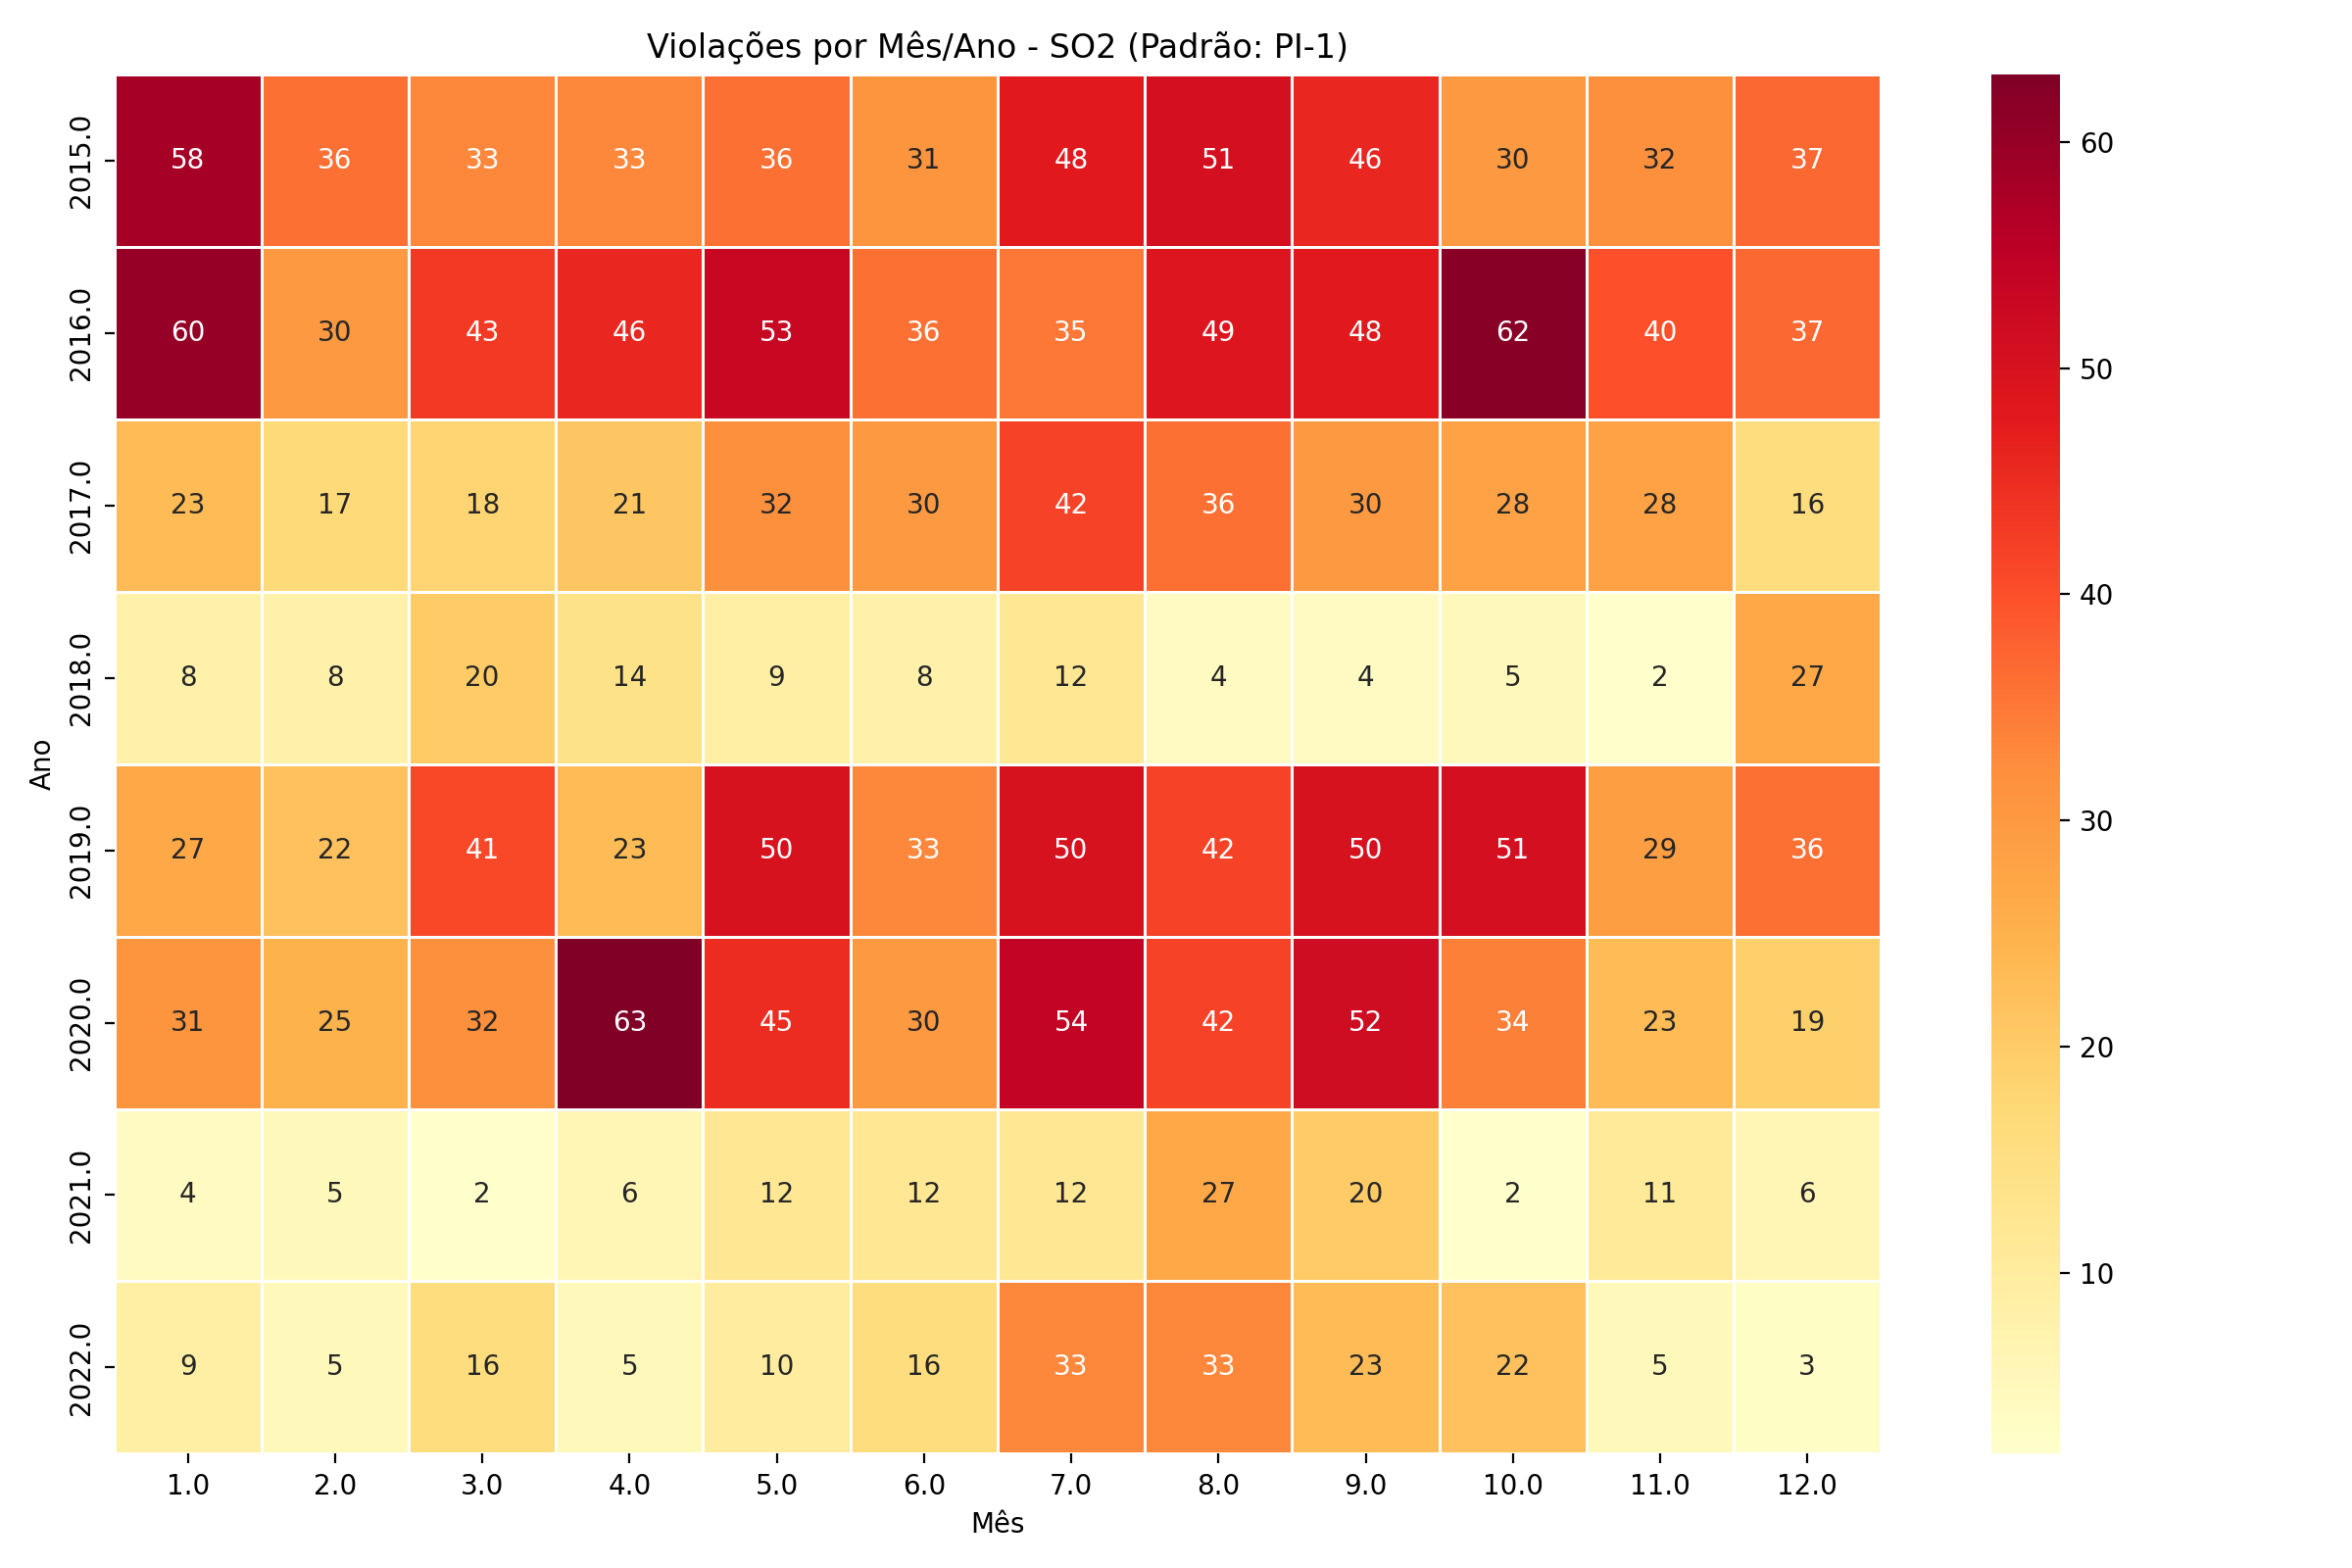 Violações por Mês/Ano - SO2 (Padrão: PI-1)
Ano
2015.0 58 36 33 33 36 31 48 51 46 30 32 37
2016.0 60 30 43 46 53 36 35 49 48 62 40 37
2017.0 23 17 18 21 32 30 42 36 30 28 28 16
2018.0 8 8 20 14 9 8 12 4 4 5 2 27
2019.0 27 22 41 23 50 33 50 42 50 51 29 36
2020.0 31 25 32 63 45 30 54 42 52 34 23 19
2021.0 4 5 2 6 12 12 12 27 20 2 11 6
2022.0 9 5 16 5 10 16 33 33 23 22 5 3
1.0 2.0 3.0 4.0 5.0 6.0 7.0 8.0 9.0 10.0 11.0 12.0
Mês
60
50
40
30
20
10